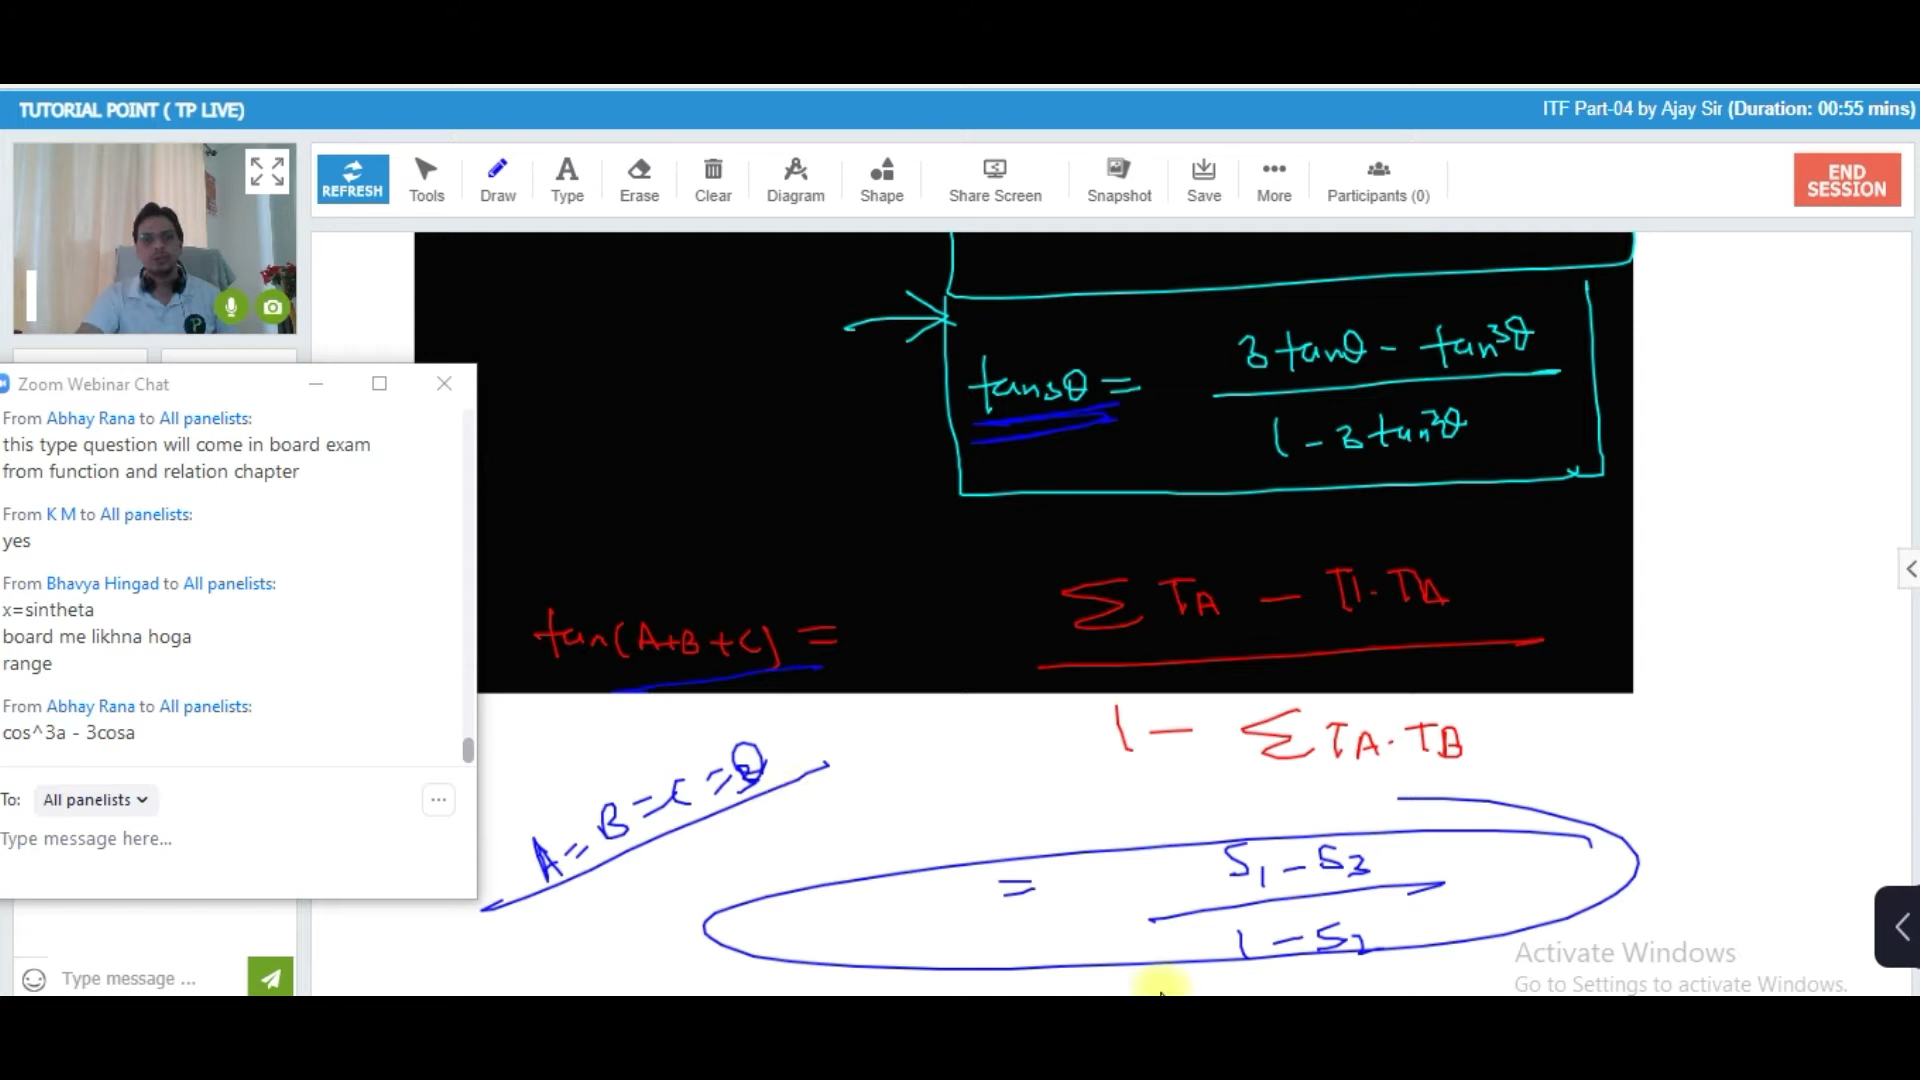 TUTORIAL POINT ( TP LIVE)
ITF Part-04 by Ajay Sir (Duration: 00:55 mins)
REFRESH
Tools
Draw
Type
Erase
Clear
Diagram
Shape
Share Screen
Snapshot
Save
More
Participants (0)
END SESSION
TP
Zoom Webinar Chat
From Abhay Rana to All panelists:
this type question will come in board exam
from function and relation chapter
From K M to All panelists:
yes
From Bhavya Hingad to All panelists:
x=sintheta
board me likhna hoga
range
From Abhay Rana to All panelists:
cos^3a - 3cosa
To: All panelists
Type message here...
Type message ...
tan3θ = 
3tanθ - tan³θ
1 - 3tan²θ
tan(A+B+C) =
∑ TA - π. TA
1 - ∑ TA. TB
A = B = C = θ
= S₁ - S₃
1 - S₂
Activate Windows
Go to Settings to activate Windows.